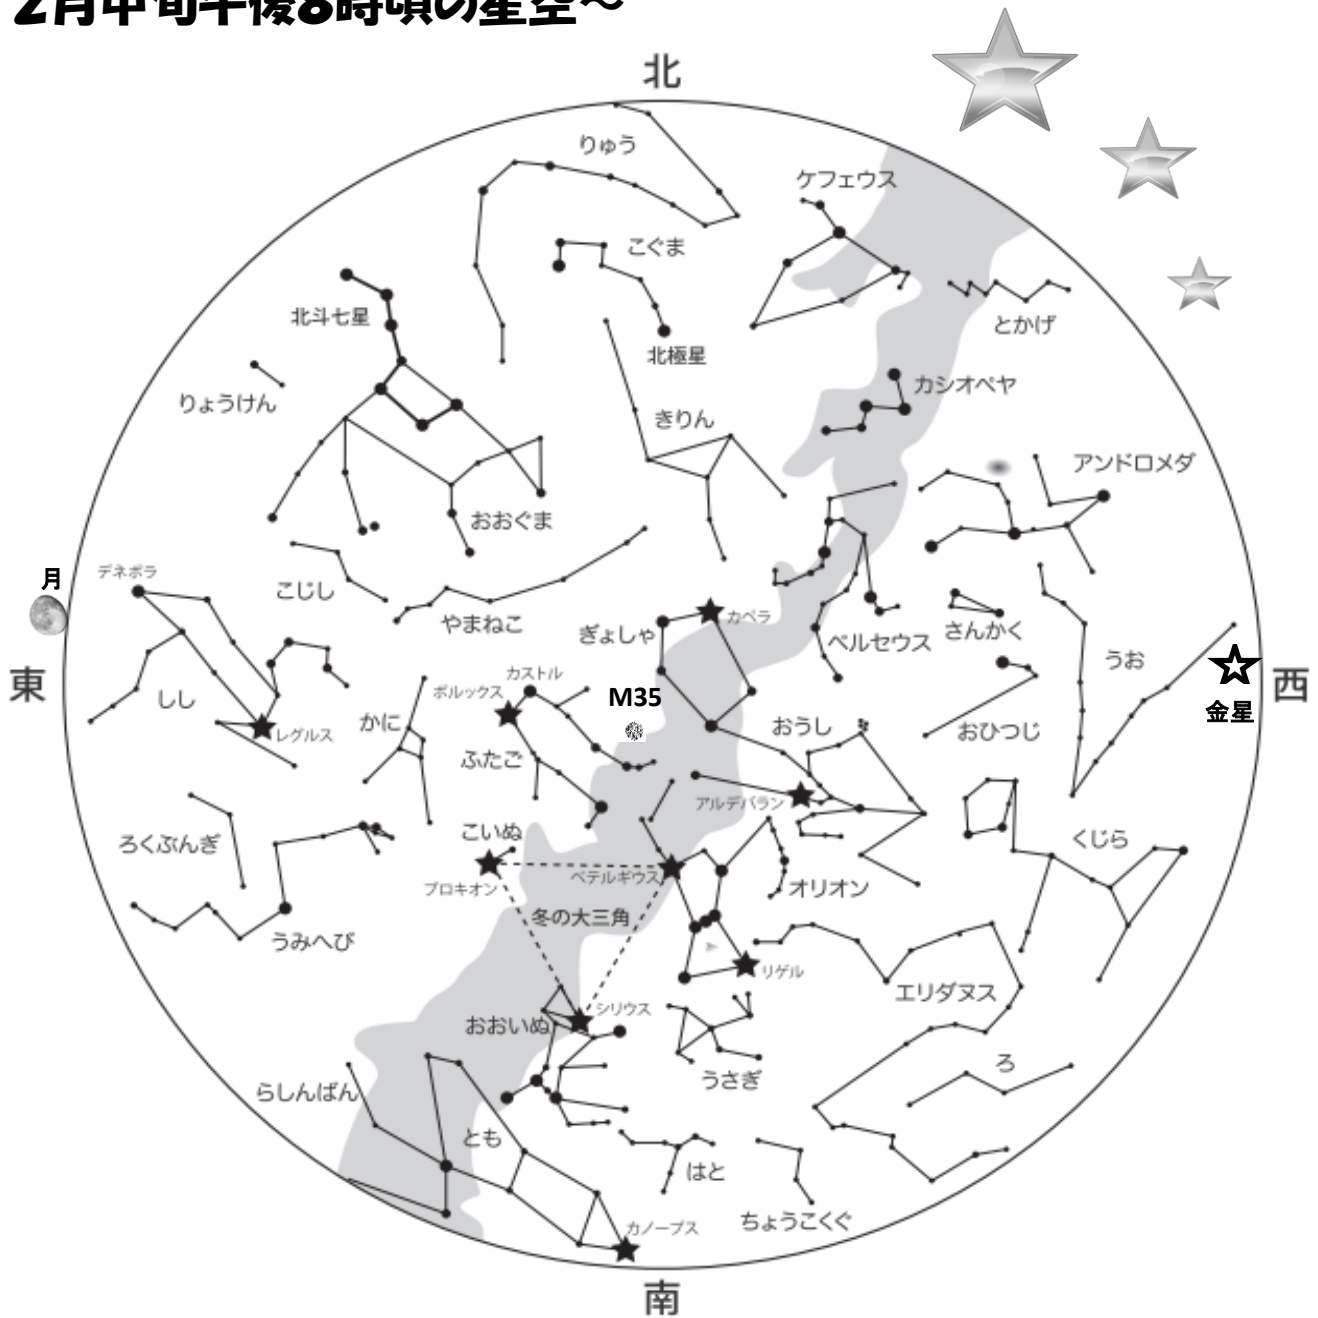 2月中旬午後8時頃の星空～
北
りゅう
ケフェウス
こぐま
北斗七星
とかげ
北極星
カシオペヤ
りょうけん
きりん
アンドロメダ
おおぐま
月
デネボラ
こじし
やまねこ
ぎょしゃ
カペラ
ペルセウス
さんかく
うお
東
しし
カストル
ポルックス
M35
西
金星
レグルス
かに
おうし
おひつじ
ふたご
アルデバラン
ろくぶんぎ
こいぬ
くじら
プロキオン
ベテルギウス
オリオン
冬の大三角
うみへび
リゲル
エリダヌス
おおいぬ
シリウス
うさぎ
ろ
らしんばん
とも
はと
ちょうこくぐ
カノープス
南